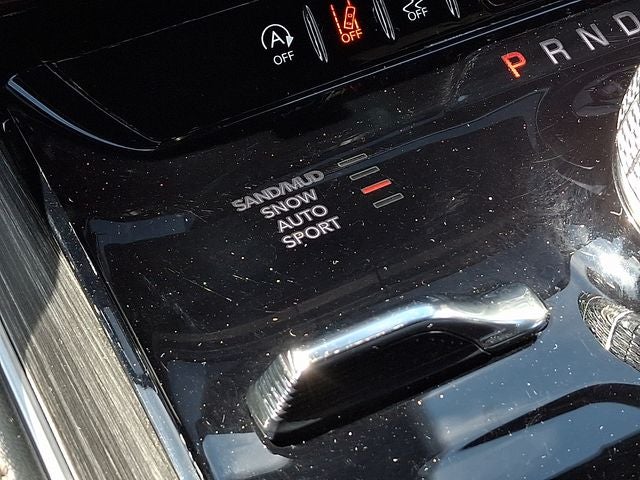 A
OFF
OFF
OFF
P R N D
SAND/MUD
SNOW
AUTO
SPORT